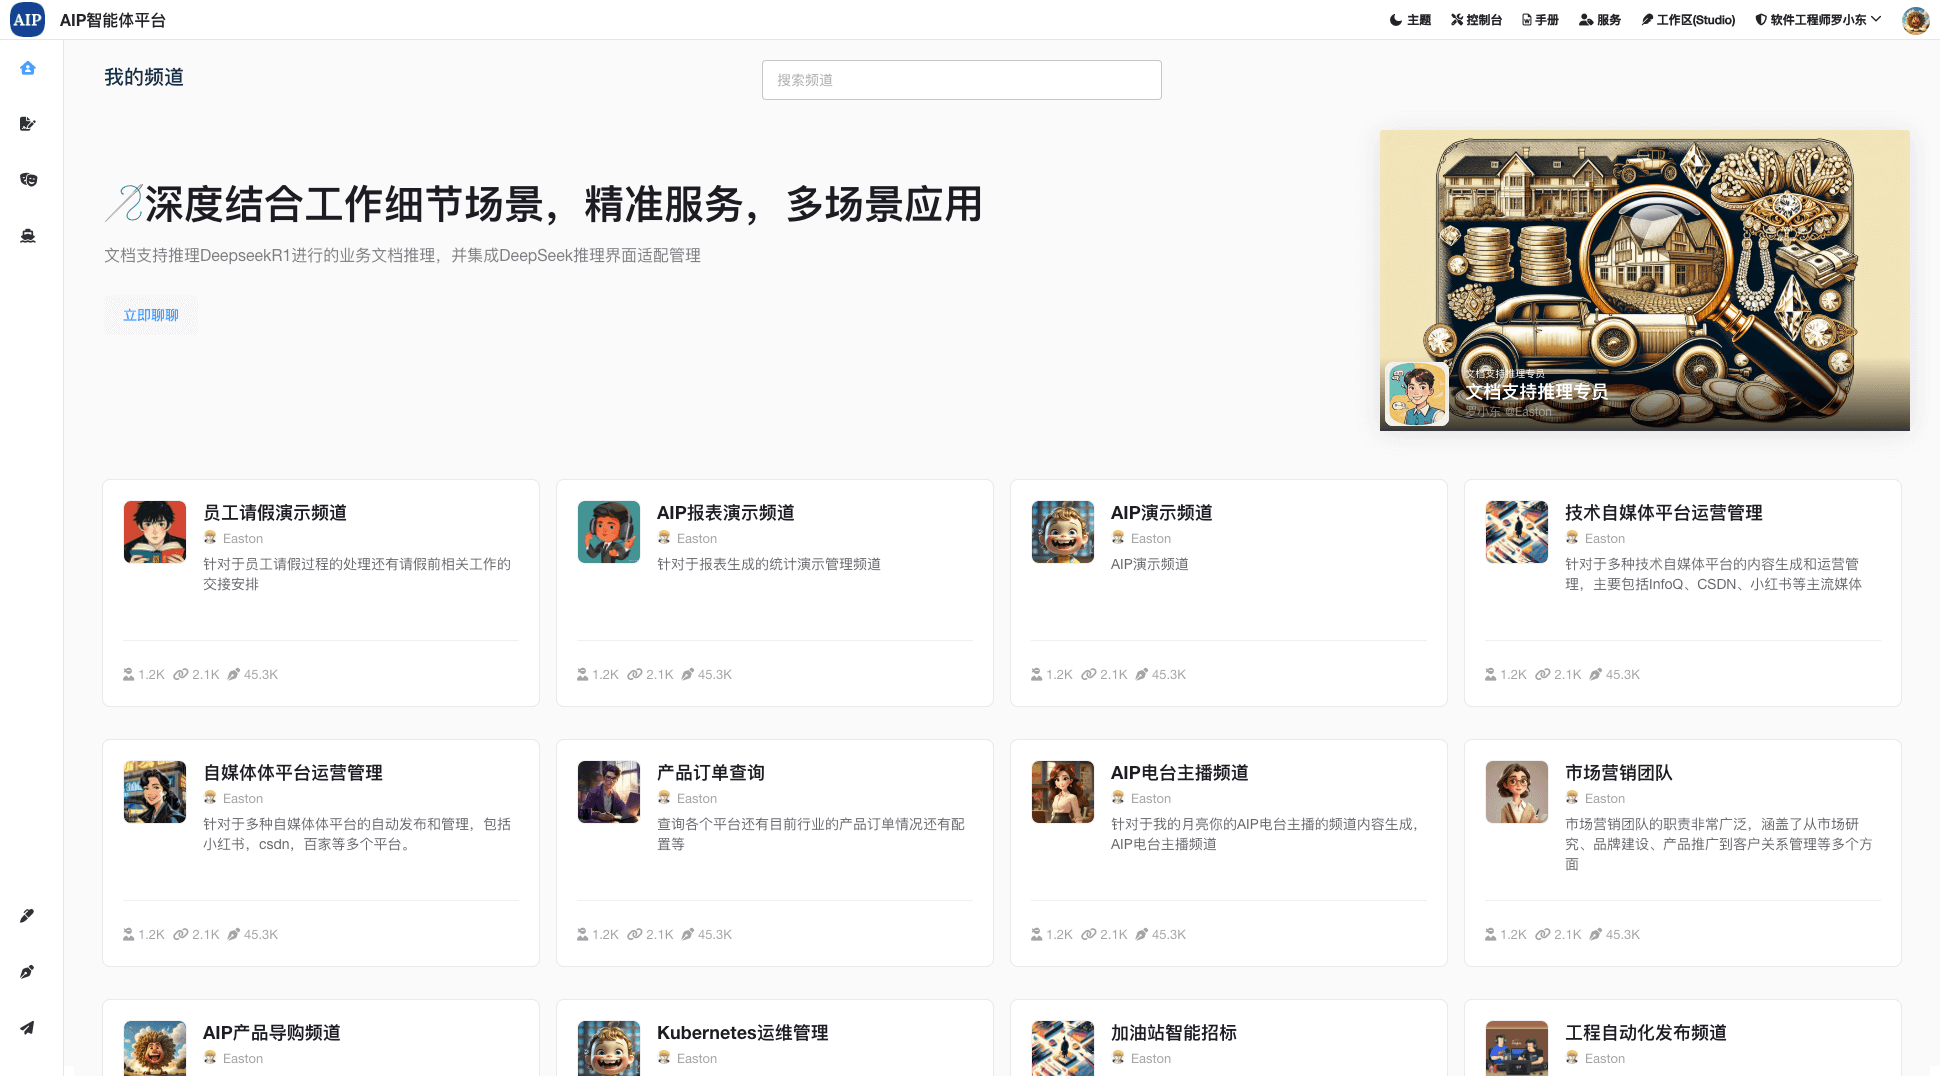 AIP
AIP智能体平台
主题
控制台
手册
服务
工作区(Studio)
软件工程师罗小东
我的频道
搜索频道
深度结合工作细节场景，精准服务，多场景应用
文档支持推理DeepseekR1进行的业务文档推理，并集成DeepSeek推理界面适配管理
立即聊聊
文档支持推理专员
文档支持推理专员
罗小东 @Easton
员工请假演示频道
Easton
针对于员工请假过程的处理还有请假前相关工作的
交接安排
1.2K 2.1K 45.3K
AIP报表演示频道
Easton
针对于报表生成的统计演示管理频道
1.2K 2.1K 45.3K
AIP演示频道
Easton
AIP演示频道
1.2K 2.1K 45.3K
技术自媒体平台运营管理
Easton
针对于多种技术自媒体平台的内容生成和运营管
理，主要包括InfoQ、CSDN、小红书等主流媒体
1.2K 2.1K 45.3K
自媒体体平台运营管理
Easton
针对于多种自媒体体平台的自动发布和管理，包括
小红书，csdn，百家等多个平台。
1.2K 2.1K 45.3K
产品订单查询
Easton
查询各个平台还有目前行业的产品订单情况还有配
置等
1.2K 2.1K 45.3K
AIP电台主播频道
Easton
针对于我的月亮你的AIP电台主播的频道内容生成，
AIP电台主播频道
1.2K 2.1K 45.3K
市场营销团队
Easton
市场营销团队的职责非常广泛，涵盖了从市场研
究、品牌建设、产品推广到客户关系管理等多个方
面
1.2K 2.1K 45.3K
AIP产品导购频道
Easton
Kubernetes运维管理
Easton
加油站智能招标
Easton
工程自动化发布频道
Easton